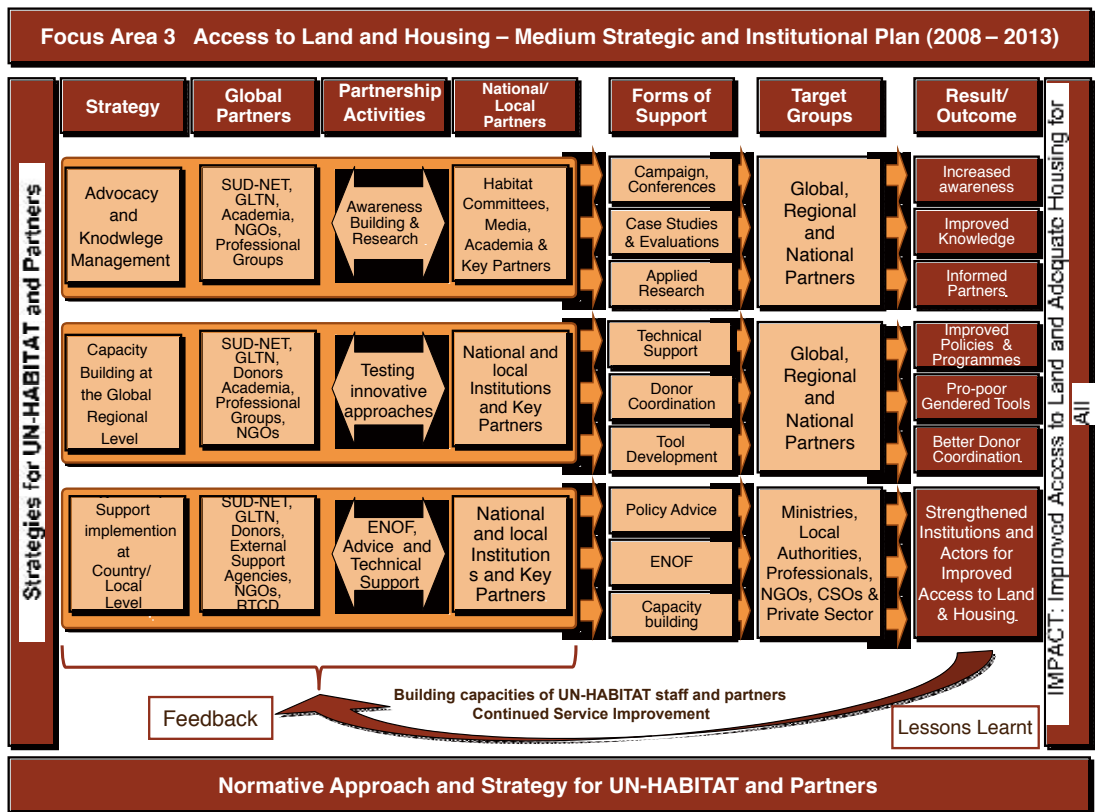 Focus Area 3 Access to Land and Housing – Medium Strategic and Institutional Plan (2008 – 2013)
Strategies for UN-HABITAT and Partners
Strategy
Global
Partners
Partnership
Activities
National/
Local
Partners
Forms of
Support
Target
Groups
Result/
Outcome
Advocacy
and
Knodwlege
Management
SUD-NET,
GLTN,
Academia,
NGOs,
Professional
Groups
Awareness
Building &
Research
Habitat
Committees,
Media,
Academia &
Key Partners
Campaign,
Conferences
Case Studies
& Evaluations
Applied
Research
Global,
Regional
and
National
Partners
Increased
awareness
Improved
Knowledge
Informed
Partners.
Capacity
Building at
the Global
Regional
Level
SUD-NET,
GLTN,
Donors
Academia,
Professional
Groups,
NGOs
Testing
innovative
approaches
National and
local
Institutions
and Key
Partners
Technical
Support
Donor
Coordination
Tool
Development
Global,
Regional
and
National
Partners
Improved
Policies &
Programmes
Pro-poor
Gendered Tools
Better Donor
Coordination.
Support
implemention
at
Country/
Local
Level
SUD-NET,
GLTN,
Donors,
External
Support
Agencies,
NGOs,
RTCD
ENOF,
Advice and
Technical
Support
National
and local
Institution
s and Key
Partners
Policy Advice
ENOF
Capacity
building
Ministries,
Local
Authorities,
Professionals,
NGOs, CSOs &
Private Sector
Strengthened
Institutions and
Actors for
Improved
Access to Land
& Housing.
IMPACT: Improved Access to Land and Adequate Housing for
All
Building capacities of UN-HABITAT staff and partners
Continued Service Improvement
Feedback
Lessons Learnt
Normative Approach and Strategy for UN-HABITAT and Partners